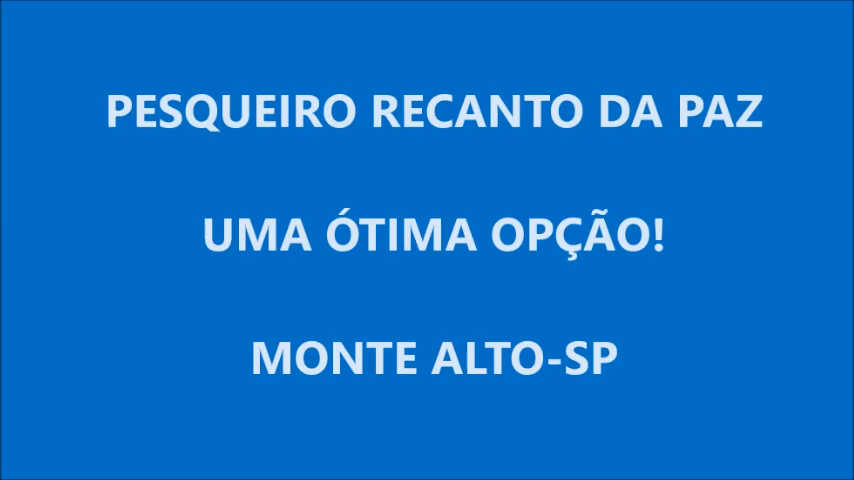 PESQUEIRO RECANTO DA PAZ
UMA ÓTIMA OPÇÃO!
MONTE ALTO-SP